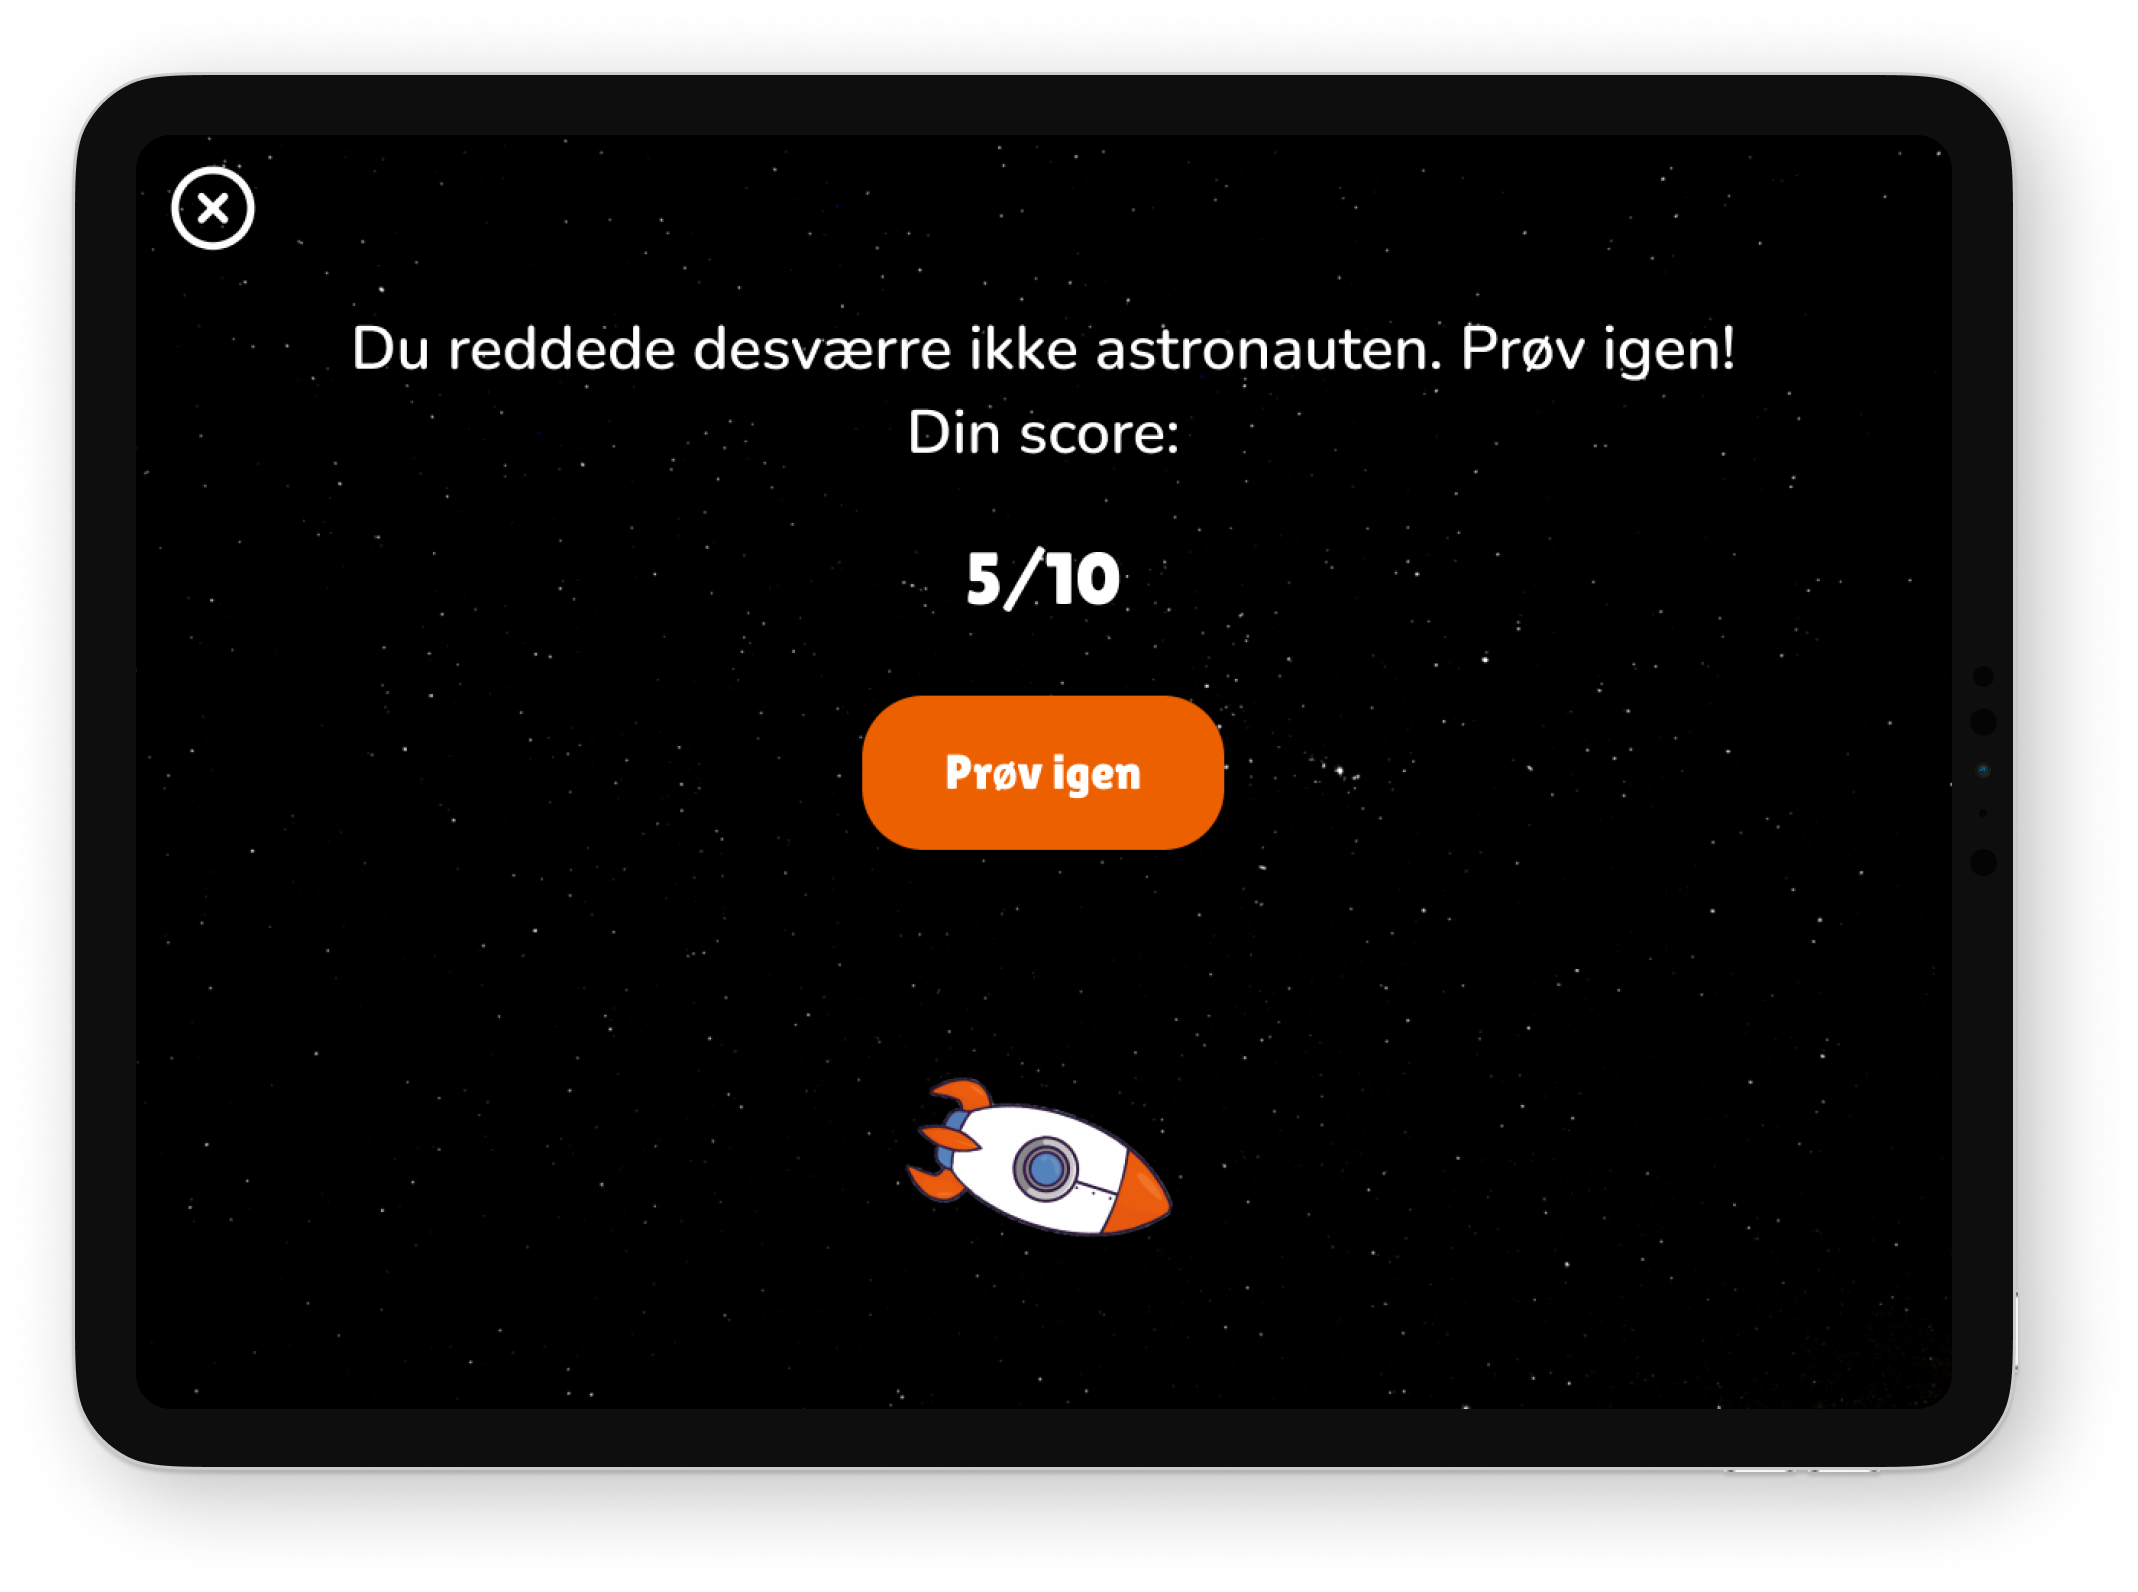 Du reddede desværre ikke astronauten. Prøv igen!
Din score:
5/10
Prøv igen